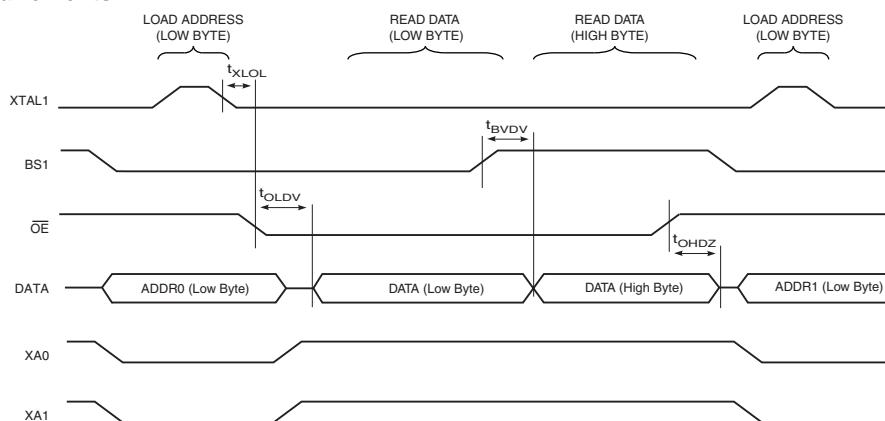 LOAD ADDRESS
(LOW BYTE)
READ DATA
(LOW BYTE)
READ DATA
(HIGH BYTE)
LOAD ADDRESS
(LOW BYTE)
tXLOL
XTAL1
tBVDV
BS1
tOLDV
OE
tOHDZ
DATA
ADDR0 (Low Byte)
DATA (Low Byte)
DATA (High Byte)
ADDR1 (Low Byte)
XA0
XA1